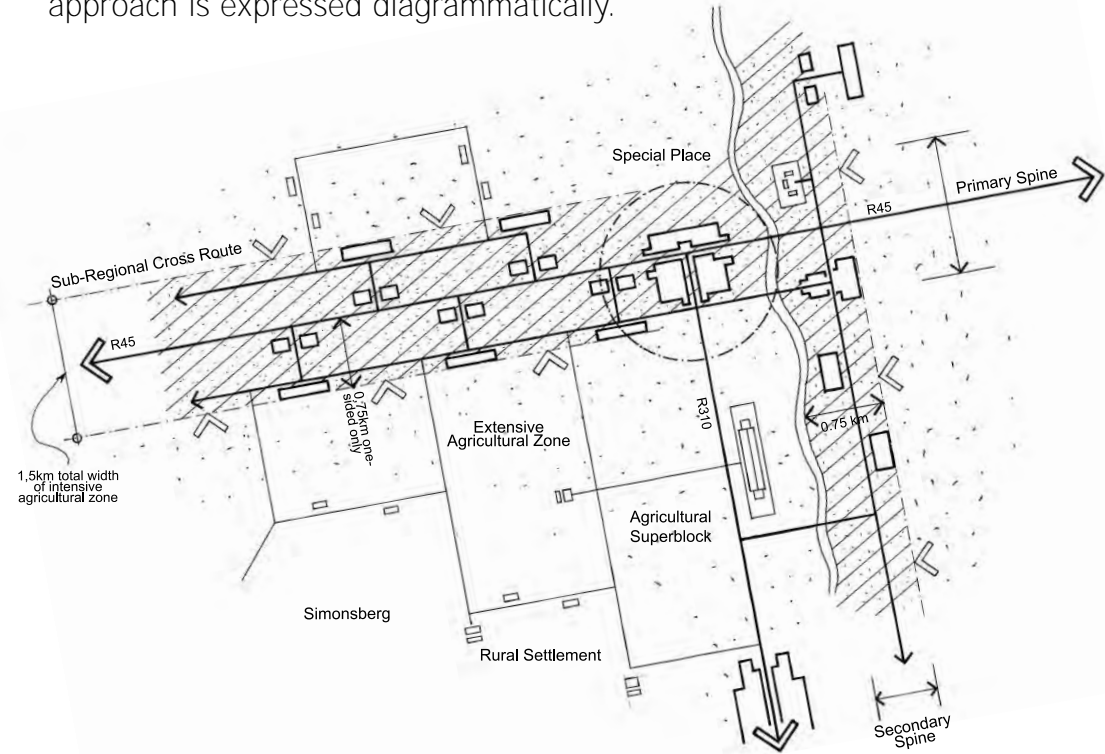 approach is expressed diagrammatically.
Special Place
Primary Spine
R45
Sub-Regional Cross Route
R45
0.75km one-
sided only
R310
0.75 km
Extensive
Agricultural Zone
1,5km total width
of intensive
agricultural zone
Agricultural
Superblock
Simonsberg
Rural Settlement
Secondary
Spine